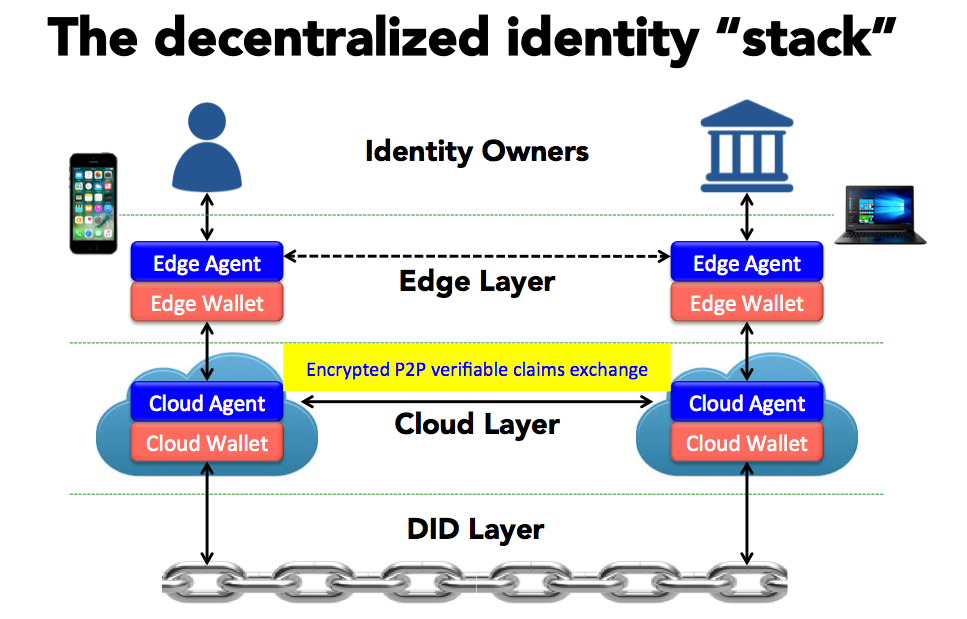 The decentralized identity “stack”
Identity Owners
Edge Agent
Edge Agent
Edge Layer
Edge Wallet
Edge Wallet
Encrypted P2P verifiable claims exchange
Cloud Agent
Cloud Agent
Cloud Layer
Cloud Wallet
Cloud Wallet
DID Layer